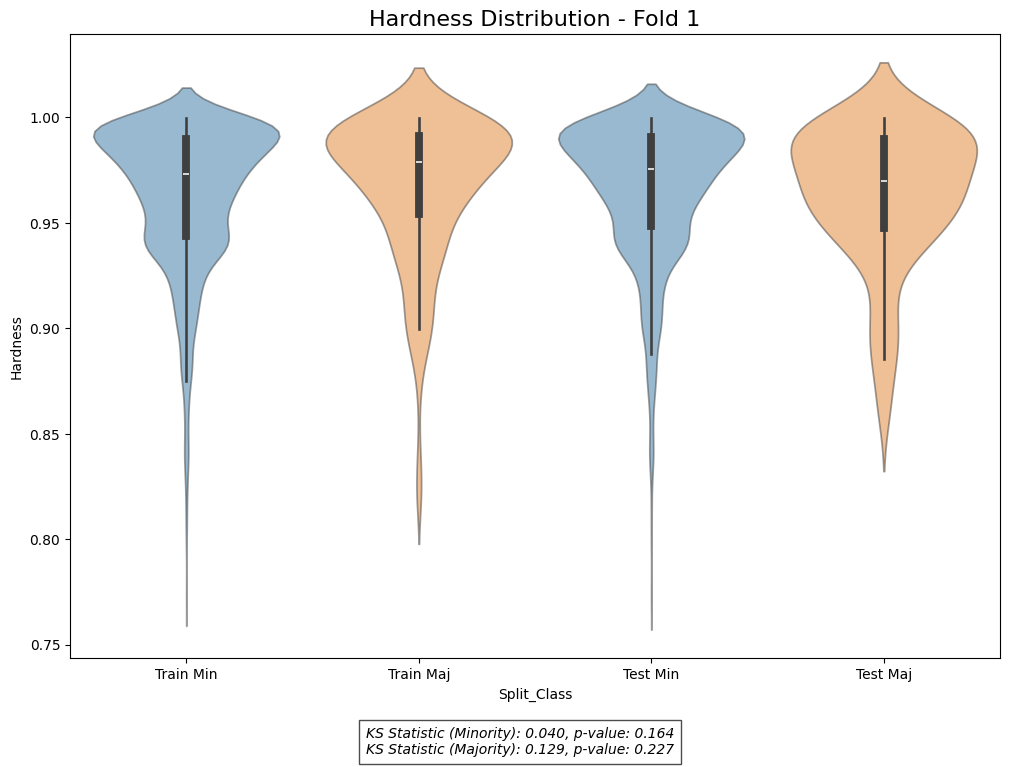 Hardness Distribution - Fold 1
Hardness
1.00
0.95
0.90
0.85
0.80
0.75
Train Min
Train Maj
Test Min
Test Maj
Split_Class
KS Statistic (Minority): 0.040, p-value: 0.164
KS Statistic (Majority): 0.129, p-value: 0.227